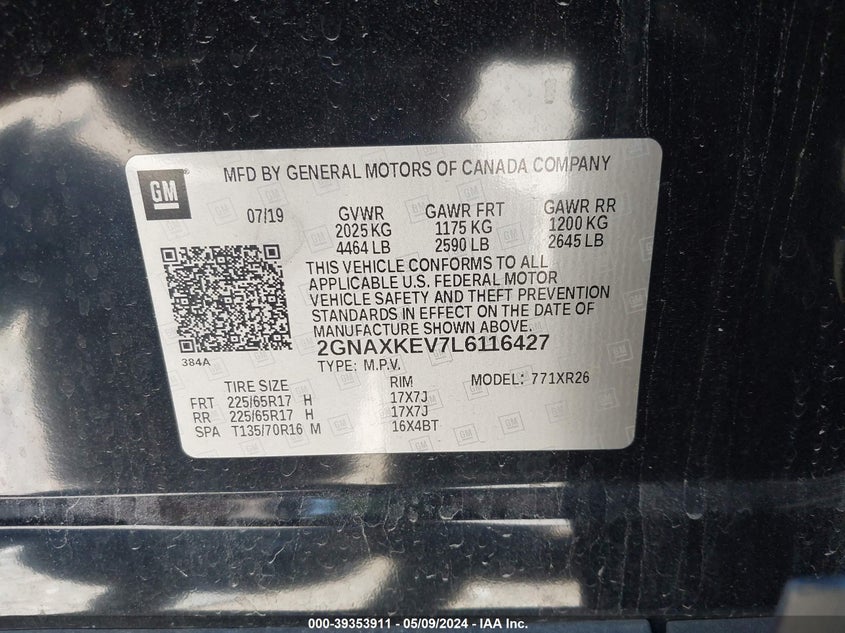 GM
MFD BY GENERAL MOTORS OF CANADA COMPANY
07/19 GVWR GAWR FRT GAWR RR
2025 KG 1175 KG 1200 KG
4464 LB 2590 LB 2645 LB
THIS VEHICLE CONFORMS TO ALL
APPLICABLE U.S. FEDERAL MOTOR
VEHICLE SAFETY AND THEFT PREVENTION
STANDARDS IN EFFECT ON THE DATE OF
MANUFACTURE SHOWN ABOVE.
384A
2GNAXKEV7L6116427
TYPE: M.P.V.
TIRE SIZE RIM MODEL: 771XR26
FRT 225/65R17 H 17X7J
RR 225/65R17 H 17X7J
SPA T135/70R16 M 16X4BT
000-39353911 - 05/09/2024 - IAA Inc.